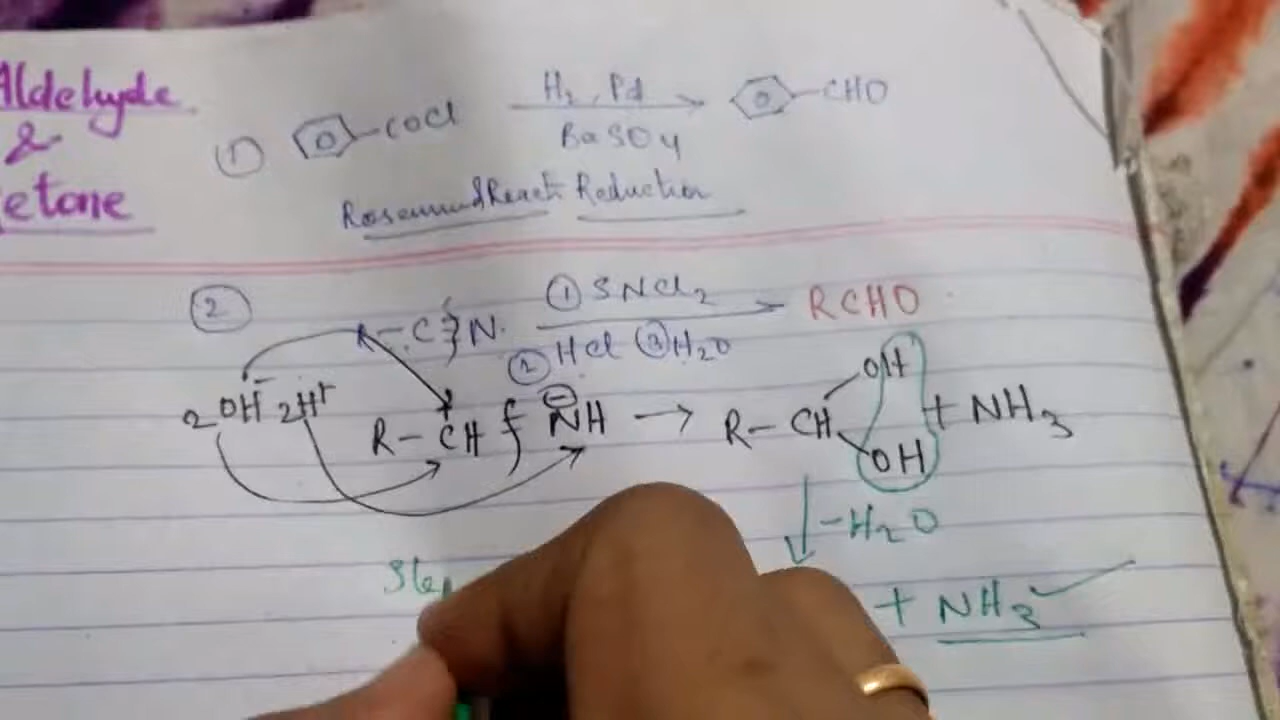 Aldehyde
&
etone
① COCl H₂, Pd CHO
BaSO₄
Reduction
② R-C≡N ① SNCl₂ RCHO
② HCl ③ H₂O
2OH⁻ 2H⁺ R-CH⁺ ⊖NH → R-CH OH OH + NH₃
-H₂O
Step
+ NH₃